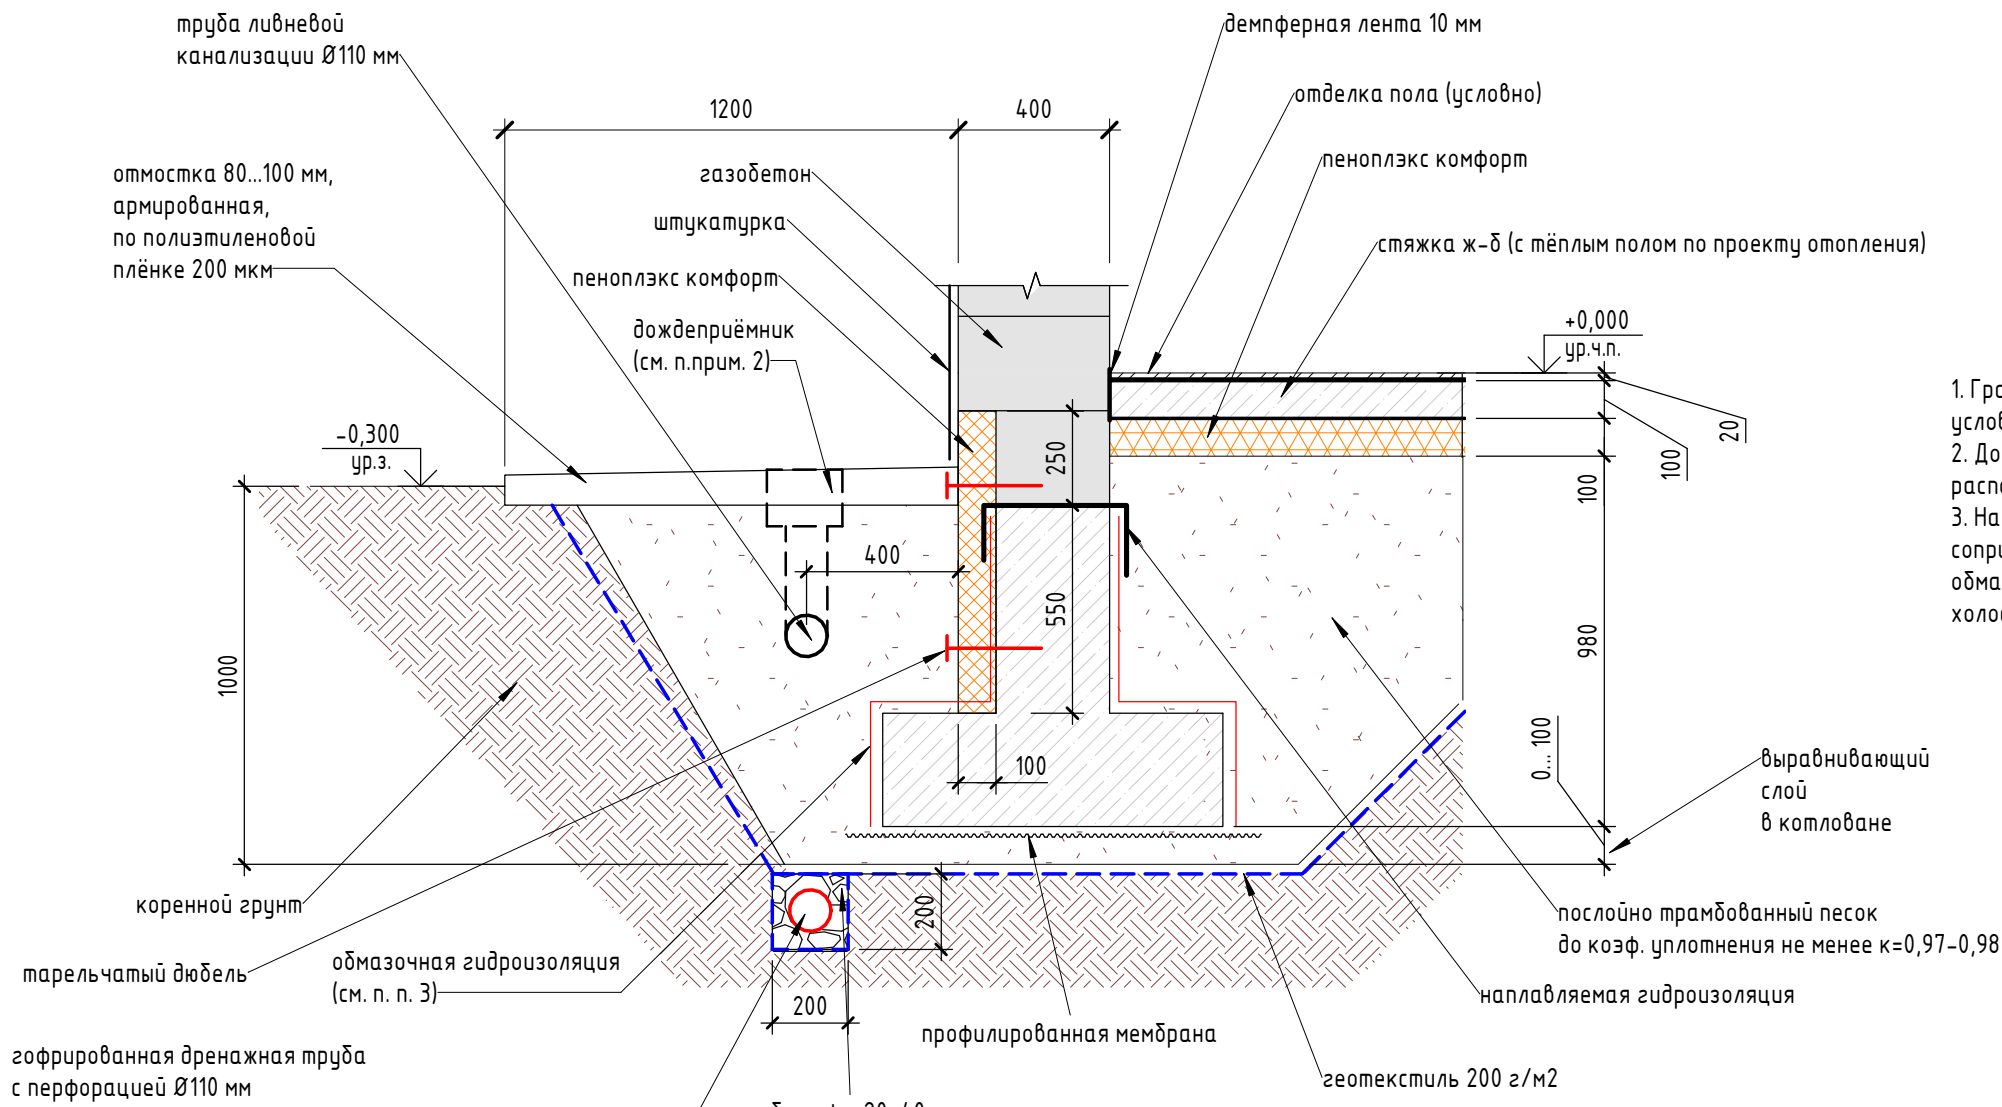 труба ливневой
канализации Ø110 мм
демпферная лента 10 мм
отделка пола (условно)
1200
400
пеноплэкс комфорт
отмостка 80...100 мм,
армированная,
по полиэтиленовой
плёнке 200 мкм
газобетон
штукатурка
пеноплэкс комфорт
стяжка ж-б (с тёплым полом по проекту отопления)
дождеприёмник
(см. п.прим. 2)
+0,000
ур.ч.п.
-0,300
ур.з.
20
100
100
250
400
550
980
1000
100
0... 100
выравнивающий
слой
в котловане
1. Гро
услов
2. До
распо
3. На
сопри
обма
холо
коренной грунт
тарельчатый дюбель
обмазочная гидроизоляция
(см. п. п. 3)
200
200
профилированная мембрана
послойно трамбованный песок
до коэф. уплотнения не менее к=0,97-0,98
наплавляемая гидроизоляция
геотекстиль 200 г/м2
гофрированная дренажная труба
с перфорацией Ø110 мм